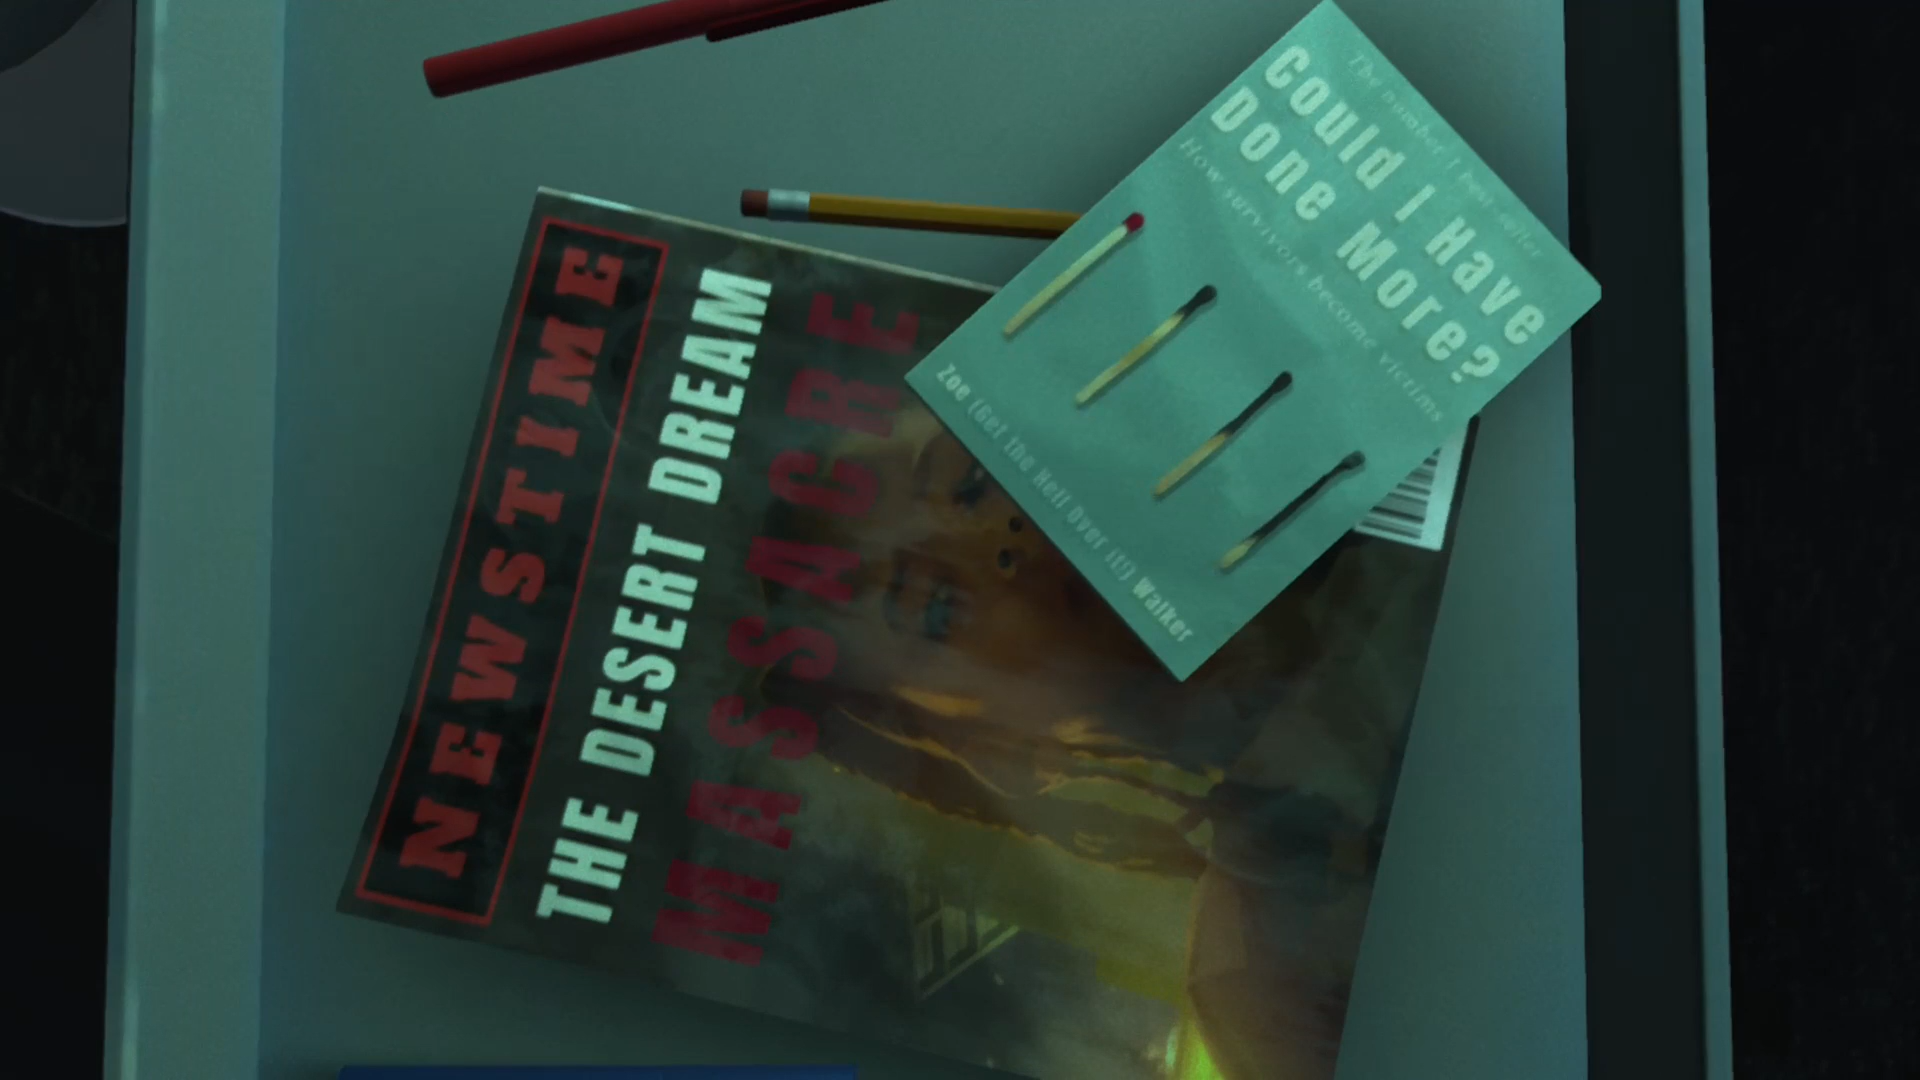 NEWSTIME
THE DESERT DREAM
MASSACRE
The number 1 best-seller
Could I Have
Done More?
How survivors become victims
Zoe (Get the Hell Over It!) Walker